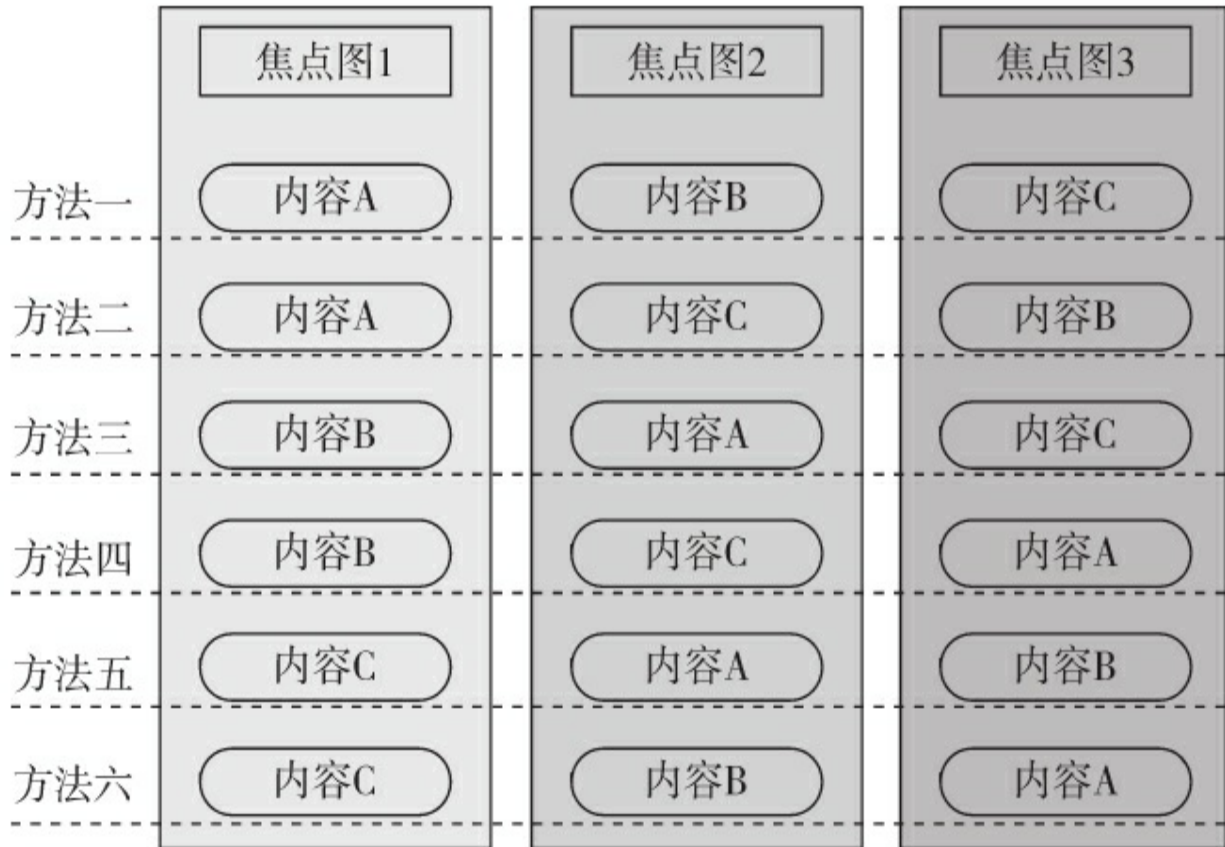 焦点图1 焦点图2 焦点图3
方法一 内容A 内容B 内容C
方法二 内容A 内容C 内容B
方法三 内容B 内容A 内容C
方法四 内容B 内容C 内容A
方法五 内容C 内容A 内容B
方法六 内容C 内容B 内容A